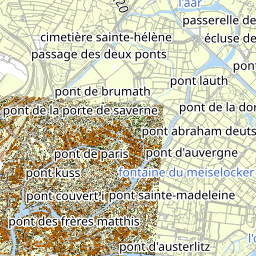 20
l'aar
passerelle de
cimetière sainte-hélène
écluse de
passage des deux ponts
pont
pont lauth
pont de brumath
pont de la porte de saverne
pont de la dor
pont abraham deuts
pont de paris
pont d'auvergne
pont kuss
fontaine du meiselocker
pont couvert
pont sainte-madeleine
pont des frères matthis
pont d'austerlitz
l'